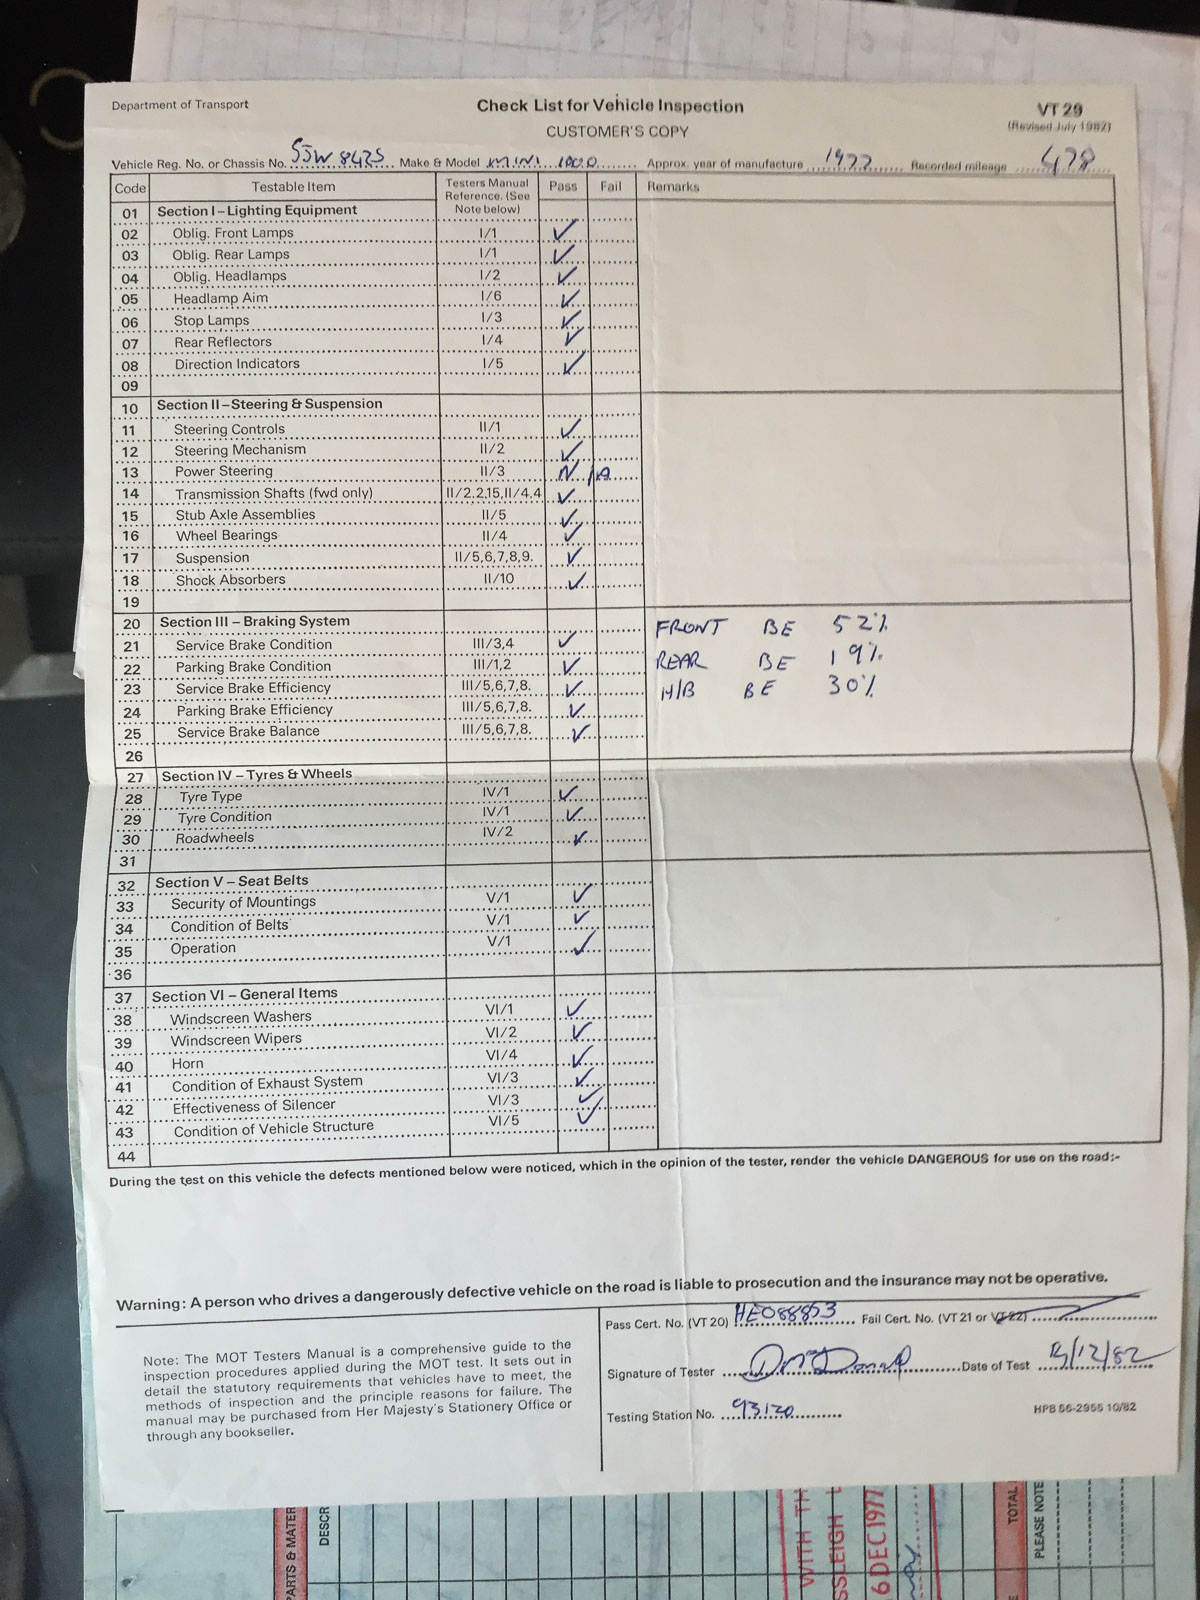 Department of Transport
Check List for Vehicle Inspection
VT 29
(Revised July 1982)
CUSTOMER'S COPY
Vehicle Reg. No. or Chassis No. SJW 842S Make & Model MINI 1000 Approx. year of manufacture 1977 Recorded mileage 478
Code Testable Item Testers Manual Reference. (See Note below) Pass Fail Remarks
01 Section I – Lighting Equipment
02 Oblig. Front Lamps I/1 ✓
03 Oblig. Rear Lamps I/1 ✓
04 Oblig. Headlamps I/2 ✓
05 Headlamp Aim I/6 ✓
06 Stop Lamps I/3 ✓
07 Rear Reflectors I/4 ✓
08 Direction Indicators I/5 ✓
09
10 Section II – Steering & Suspension
11 Steering Controls II/1 ✓
12 Steering Mechanism II/2 ✓
13 Power Steering II/3 N/A
14 Transmission Shafts (fwd only) II/2,2,15,II/4,4 ✓
15 Stub Axle Assemblies II/5 ✓
16 Wheel Bearings II/4 ✓
17 Suspension II/5,6,7,8,9. ✓
18 Shock Absorbers II/10 ✓
19
20 Section III – Braking System FRONT BE 52%
21 Service Brake Condition III/3,4 ✓ REAR BE 19%
22 Parking Brake Condition III/1,2 ✓
23 Service Brake Efficiency III/5,6,7,8. ✓ H/B BE 30%
24 Parking Brake Efficiency III/5,6,7,8. ✓
25 Service Brake Balance III/5,6,7,8. ✓
26
27 Section IV – Tyres & Wheels
28 Tyre Type IV/1 ✓
29 Tyre Condition IV/1 ✓
30 Roadwheels IV/2 ✓
31
32 Section V – Seat Belts
33 Security of Mountings V/1 ✓
34 Condition of Belts V/1 ✓
35 Operation V/1 ✓
36
37 Section VI – General Items
38 Windscreen Washers VI/1 ✓
39 Windscreen Wipers VI/2 ✓
40 Horn VI/4 ✓
41 Condition of Exhaust System VI/3 ✓
42 Effectiveness of Silencer VI/3 ✓
43 Condition of Vehicle Structure VI/5 ✓
44
During the test on this vehicle the defects mentioned below were noticed, which in the opinion of the tester, render the vehicle DANGEROUS for use on the road:-
Warning: A person who drives a dangerously defective vehicle on the road is liable to prosecution and the insurance may not be operative.
Note: The MOT Testers Manual is a comprehensive guide to the
inspection procedures applied during the MOT test. It sets out in
detail the statutory requirements that vehicles have to meet, the
methods of inspection and the principle reasons for failure. The
manual may be purchased from Her Majesty's Stationery Office or
through any bookseller.
Pass Cert. No. (VT 20) HE088853 Fail Cert. No. (VT 21 or VT 22)
Signature of Tester Date of Test /12/82
Testing Station No. 93120
HPB 56-2955 10/82
PARTS & MATER
DESCR
WITH TH
SSLEIGH
6 DEC 1977
TOTAL
PLEASE NOTE